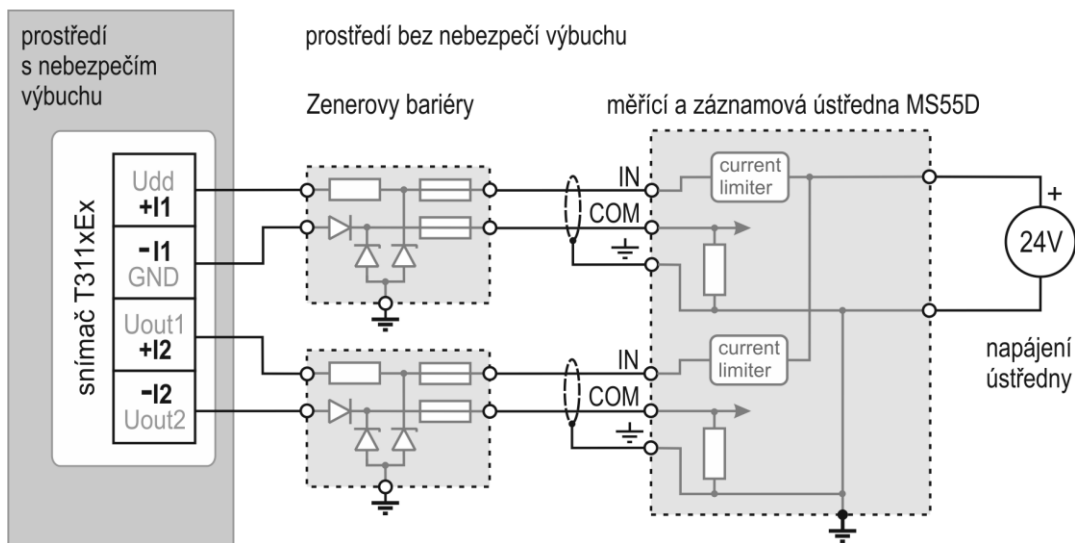 prostředí
s nebezpečím
výbuchu
prostředí bez nebezpečí výbuchu
Zenerovy bariéry
měřící a záznamová ústředna MS55D
snímač T311xEx
Udd
+I1
-I1
GND
Uout1
+I2
-I2
Uout2
IN
COM
current
limiter
IN
COM
current
limiter
+
24V
napájení
ústředny